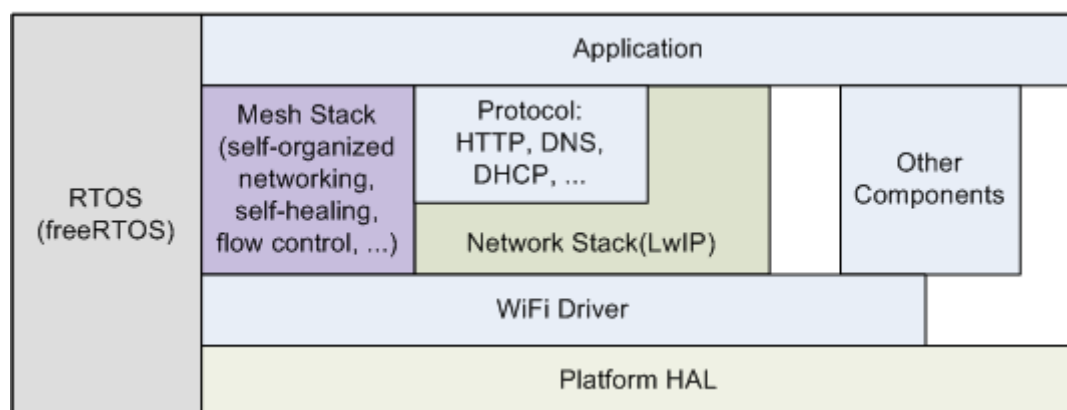 RTOS
(freeRTOS)
Application
Mesh Stack
(self-organized
networking,
self-healing,
flow control, ...)
Protocol:
HTTP, DNS,
DHCP, ...
Network Stack(LwIP)
Other
Components
WiFi Driver
Platform HAL